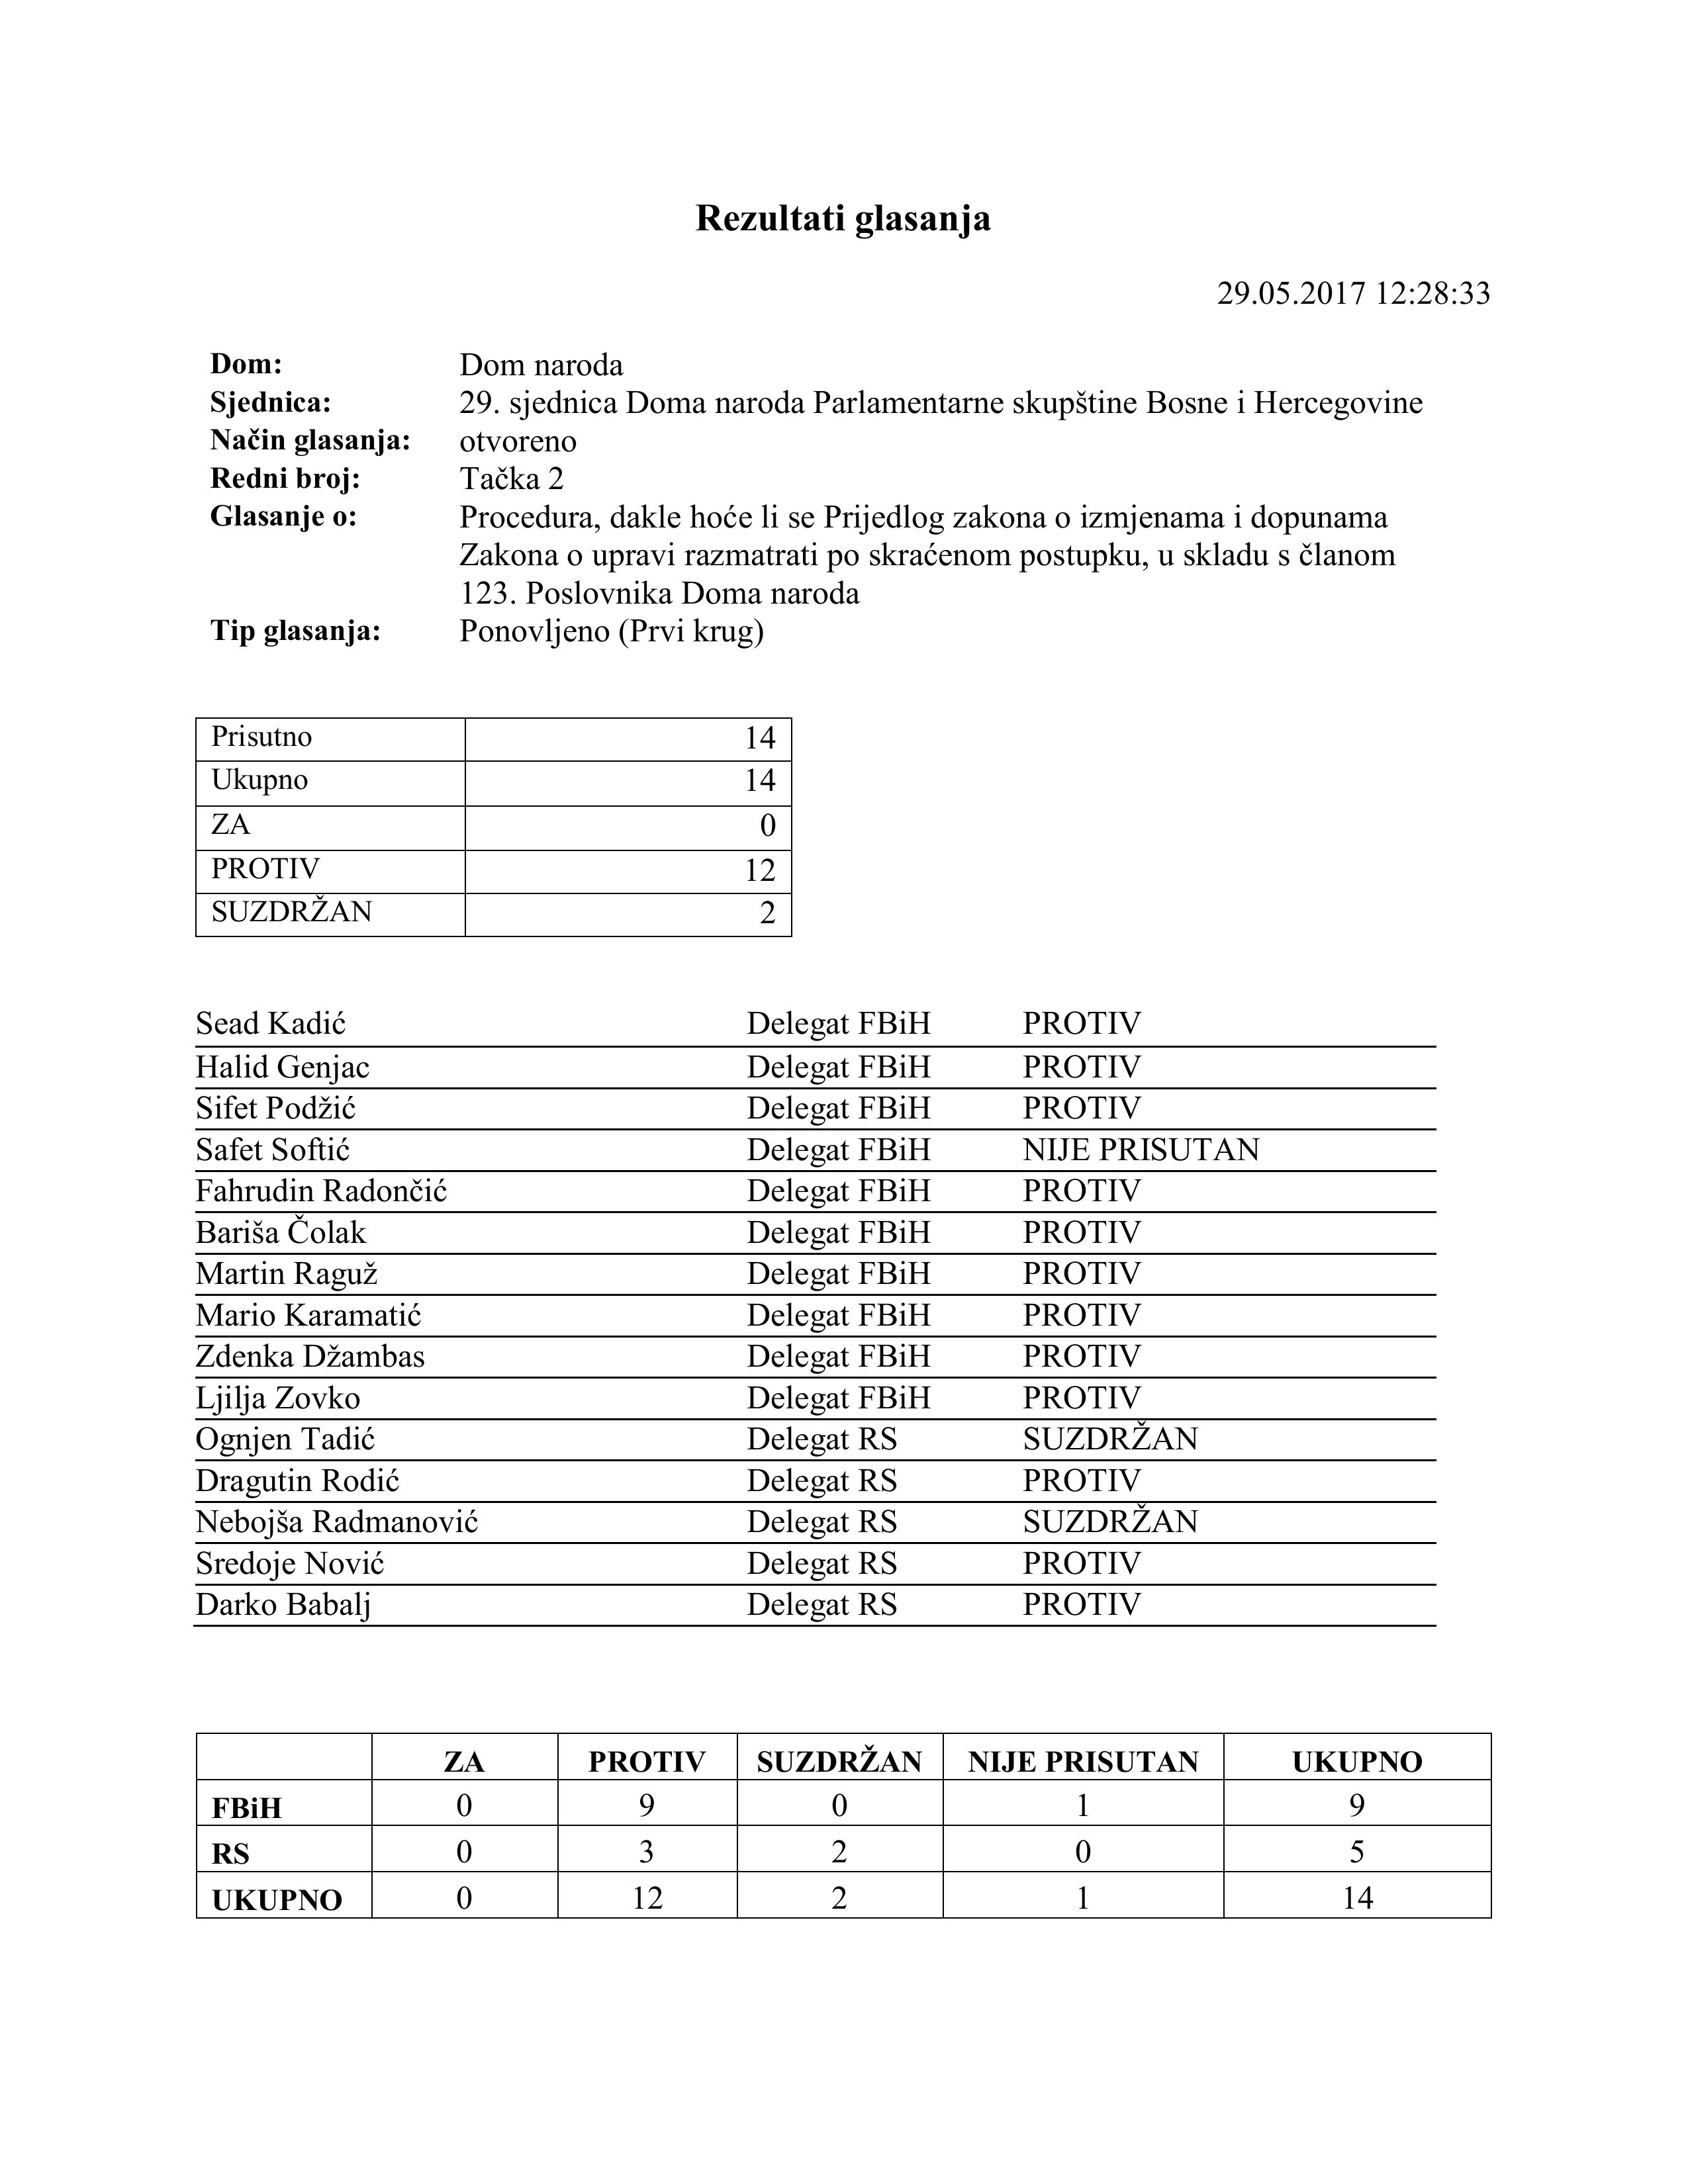 Rezultati glasanja
29.05.2017 12:28:33
Dom: Dom naroda
Sjednica: 29. sjednica Doma naroda Parlamentarne skupštine Bosne i Hercegovine
Način glasanja: otvoreno
Redni broj: Tačka 2
Glasanje o: Procedura, dakle hoće li se Prijedlog zakona o izmjenama i dopunama
Zakona o upravi razmatrati po skraćenom postupku, u skladu s članom
123. Poslovnika Doma naroda
Tip glasanja: Ponovljeno (Prvi krug)
Prisutno 14
Ukupno 14
ZA 0
PROTIV 12
SUZDRŽAN 2
Sead Kadić Delegat FBiH PROTIV
Halid Genjac Delegat FBiH PROTIV
Sifet Podžić Delegat FBiH PROTIV
Safet Softić Delegat FBiH NIJE PRISUTAN
Fahrudin Radončić Delegat FBiH PROTIV
Bariša Čolak Delegat FBiH PROTIV
Martin Raguž Delegat FBiH PROTIV
Mario Karamatić Delegat FBiH PROTIV
Zdenka Džambas Delegat FBiH PROTIV
Ljilja Zovko Delegat FBiH PROTIV
Ognjen Tadić Delegat RS SUZDRŽAN
Dragutin Rodić Delegat RS PROTIV
Nebojša Radmanović Delegat RS SUZDRŽAN
Sredoje Nović Delegat RS PROTIV
Darko Babalj Delegat RS PROTIV
ZA PROTIV SUZDRŽAN NIJE PRISUTAN UKUPNO
FBiH 0 9 0 1 9
RS 0 3 2 0 5
UKUPNO 0 12 2 1 14